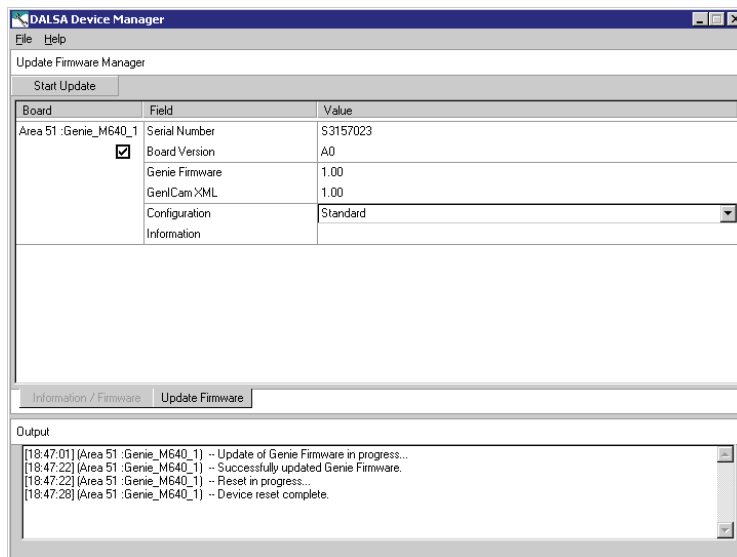 DALSA Device Manager
File Help
Update Firmware Manager
Start Update
Board Field Value
Area 51 :Genie_M640_1 Serial Number S3157023
Board Version A0
Genie Firmware 1.00
GenICam XML 1.00
Configuration Standard
Information
Information / Firmware Update Firmware
Output
[18:47:01] (Area 51 :Genie_M640_1) -- Update of Genie Firmware in progress...
[18:47:22] (Area 51 :Genie_M640_1) -- Successfully updated Genie Firmware.
[18:47:22] (Area 51 :Genie_M640_1) -- Reset in progress...
[18:47:28] (Area 51 :Genie_M640_1) -- Device reset complete.